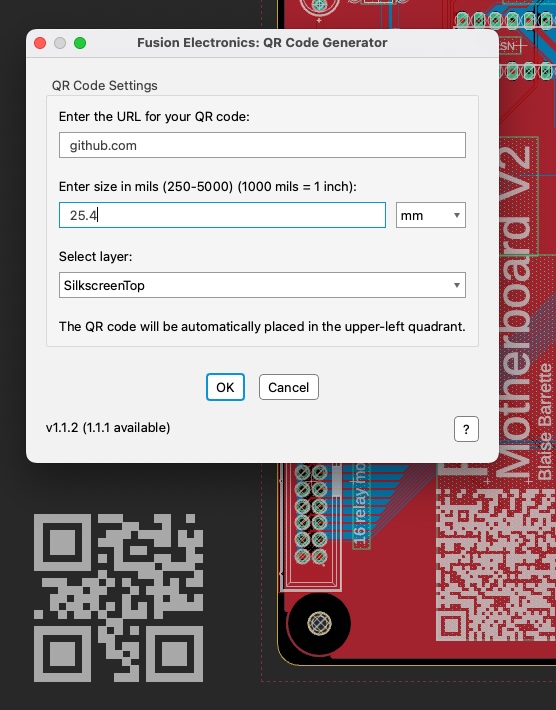 Fusion Electronics: QR Code Generator
QR Code Settings
Enter the URL for your QR code:
github.com
Enter size in mils (250-5000) (1000 mils = 1 inch):
25.4
mm
Select layer:
SilkscreenTop
The QR code will be automatically placed in the upper-left quadrant.
OK
Cancel
v1.1.2 (1.1.1 available)
?
Motherboard V2
Blaise Barrette
16 relay